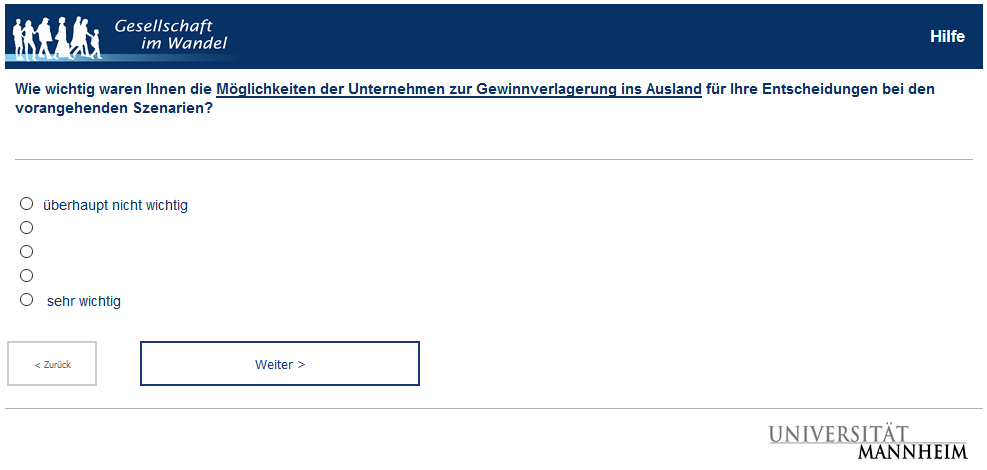 Gesellschaft
im Wandel
Hilfe
Wie wichtig waren Ihnen die Möglichkeiten der Unternehmen zur Gewinnverlagerung ins Ausland für Ihre Entscheidungen bei den
vorangehenden Szenarien?
überhaupt nicht wichtig
sehr wichtig
< Zurück
Weiter >
UNIVERSITÄT
MANNHEIM